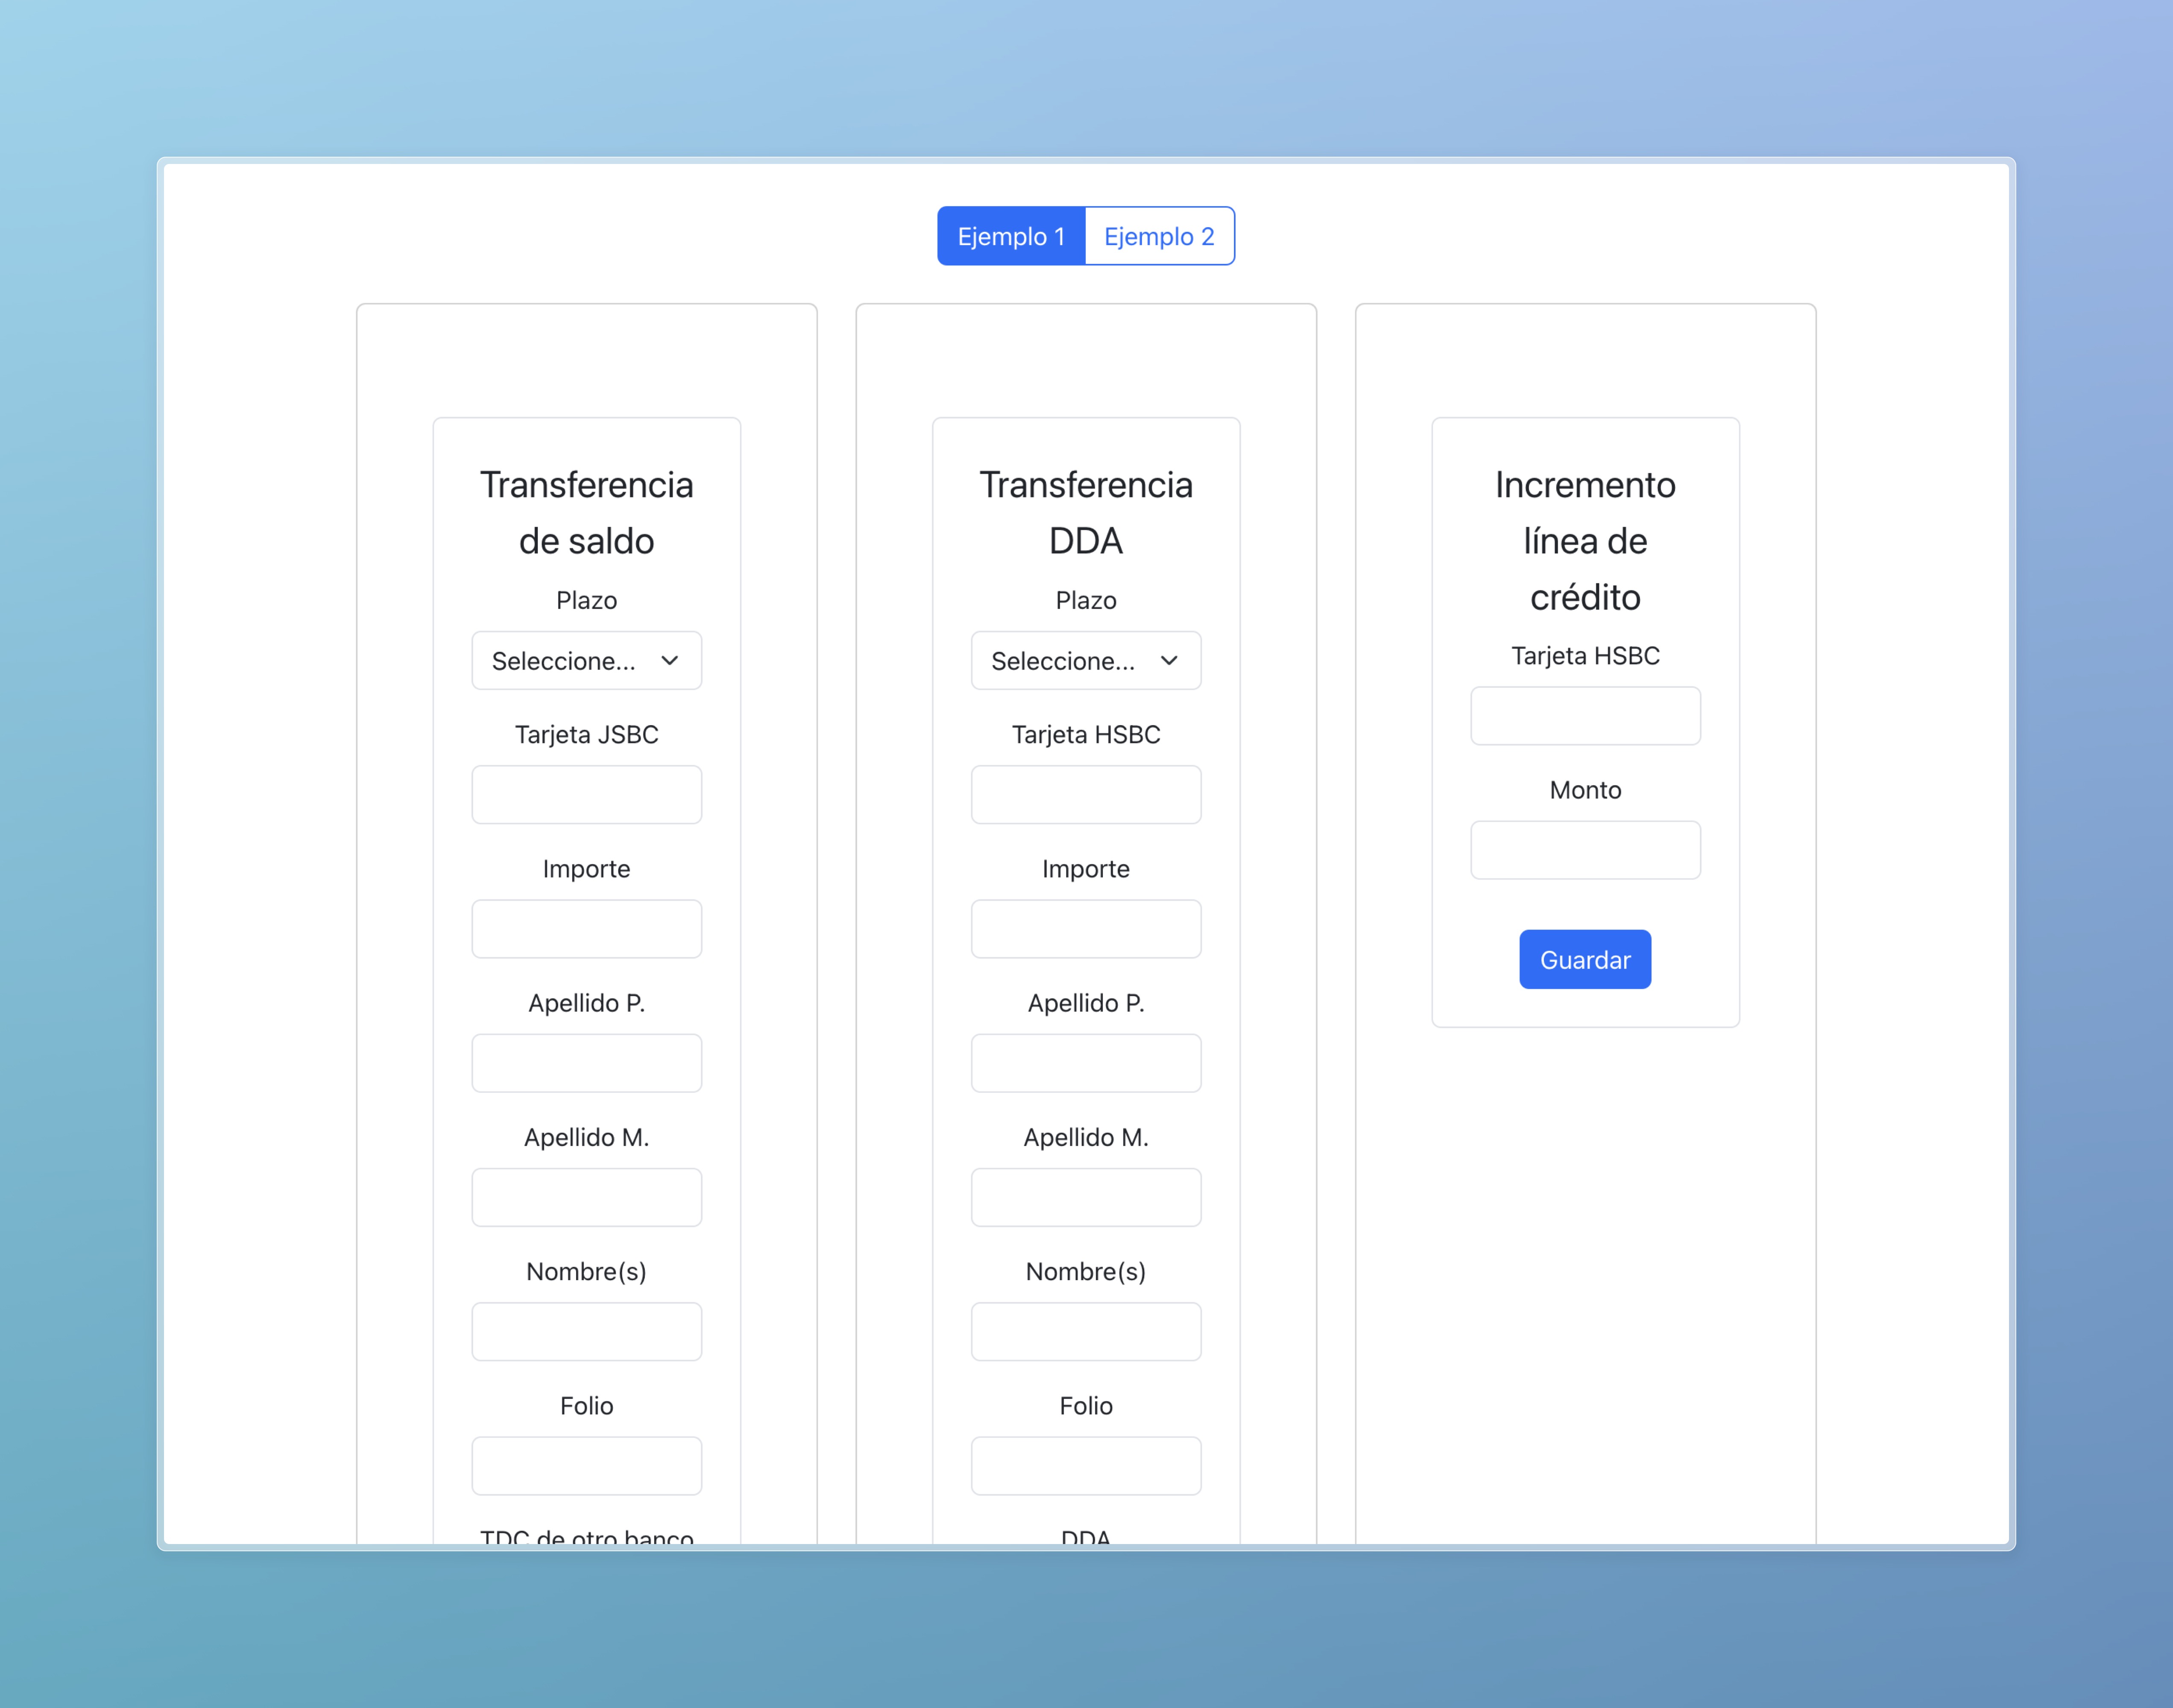 Ejemplo 1
Ejemplo 2
Transferencia
de saldo
Plazo
Seleccione...
Tarjeta JSBC
Importe
Apellido P.
Apellido M.
Nombre(s)
Folio
TDC de otro banco
Transferencia
DDA
Plazo
Seleccione...
Tarjeta HSBC
Importe
Apellido P.
Apellido M.
Nombre(s)
Folio
DDA
Incremento
línea de
crédito
Tarjeta HSBC
Monto
Guardar